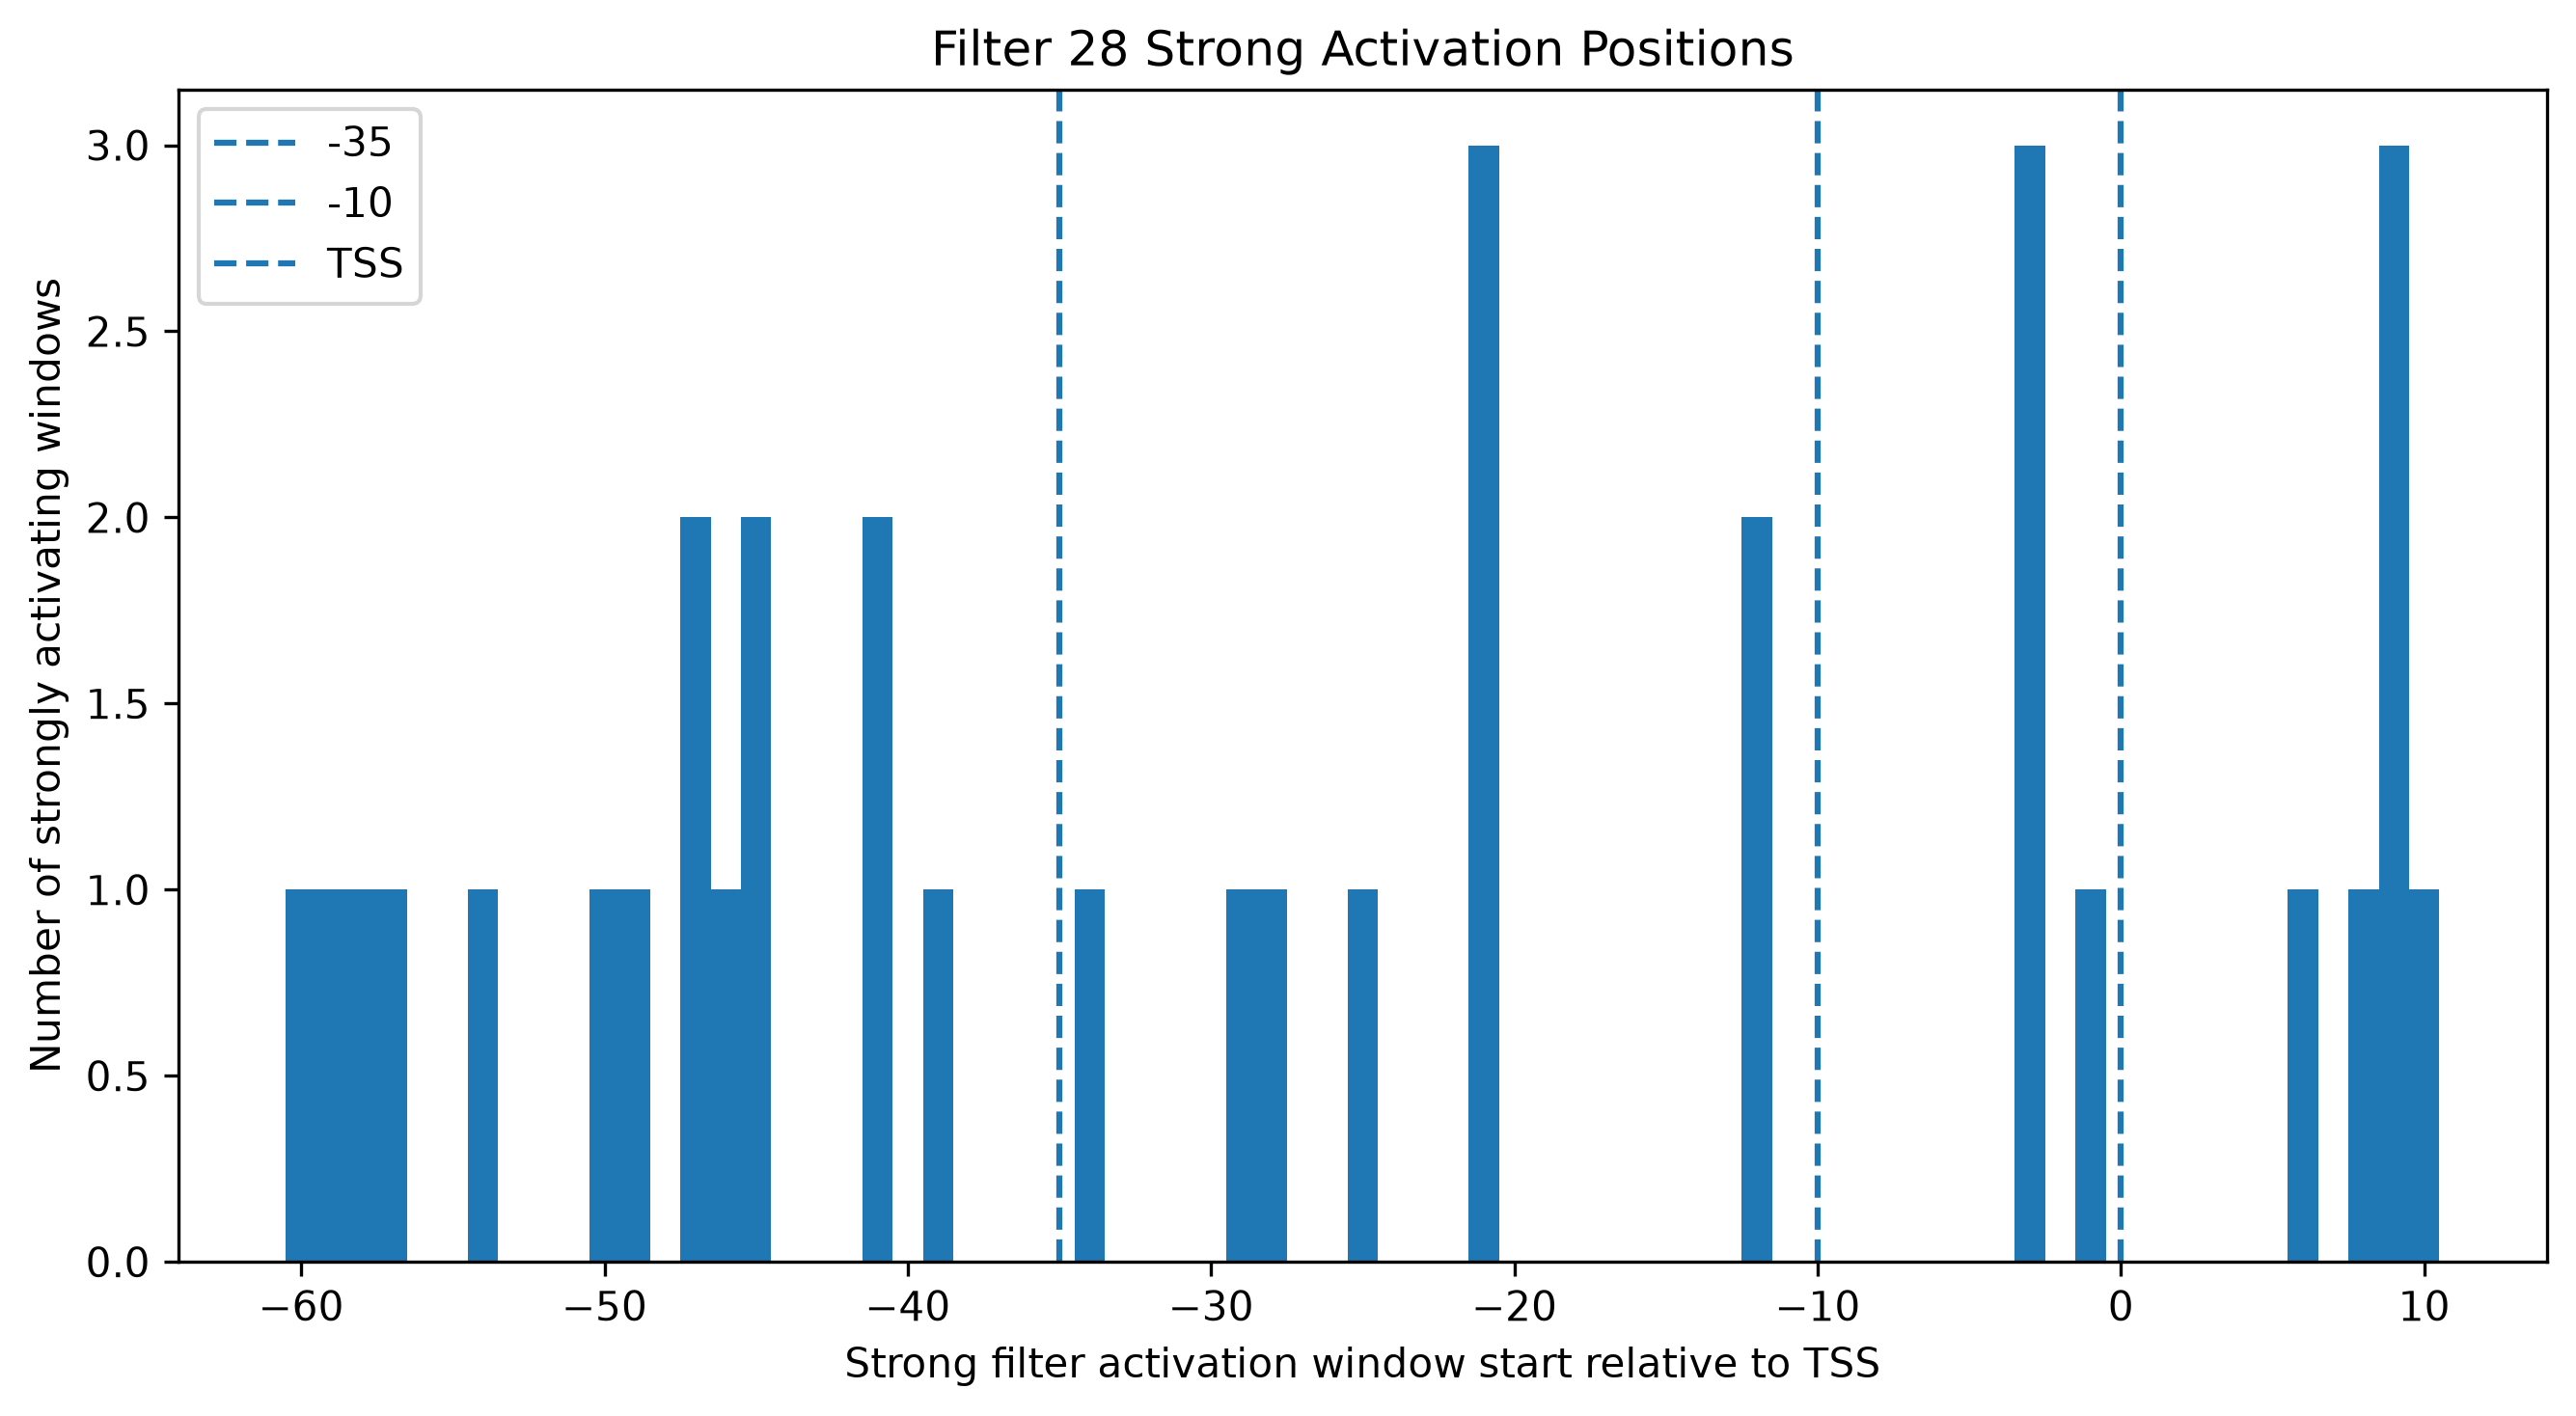 Filter 28 Strong Activation Positions
-35
-10
TSS
Number of strongly activating windows
3.0
2.5
2.0
1.5
1.0
0.5
0.0
−60 −50 −40 −30 −20 −10 0 10
Strong filter activation window start relative to TSS